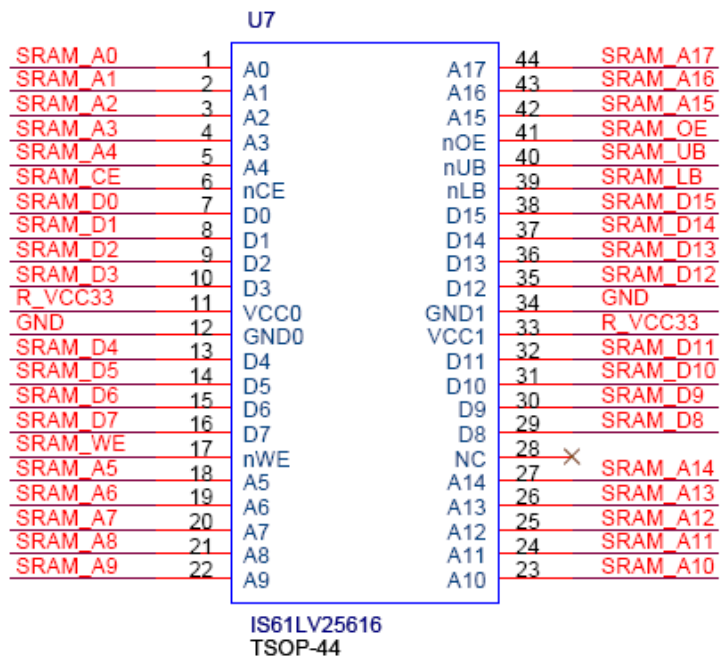 U7
SRAM_A0 1 A0 A17 44 SRAM_A17
SRAM_A1 2 A1 A16 43 SRAM_A16
SRAM_A2 3 A2 A15 42 SRAM_A15
SRAM_A3 4 A3 nOE 41 SRAM_OE
SRAM_A4 5 A4 nUB 40 SRAM_UB
SRAM_CE 6 nCE nLB 39 SRAM_LB
SRAM_D0 7 D0 D15 38 SRAM_D15
SRAM_D1 8 D1 D14 37 SRAM_D14
SRAM_D2 9 D2 D13 36 SRAM_D13
SRAM_D3 10 D3 D12 35 SRAM_D12
R_VCC33 11 VCC0 GND1 34 GND
GND 12 GND0 VCC1 33 R_VCC33
SRAM_D4 13 D4 D11 32 SRAM_D11
SRAM_D5 14 D5 D10 31 SRAM_D10
SRAM_D6 15 D6 D9 30 SRAM_D9
SRAM_D7 16 D7 D8 29 SRAM_D8
SRAM_WE 17 nWE NC 28
SRAM_A5 18 A5 A14 27 SRAM_A14
SRAM_A6 19 A6 A13 26 SRAM_A13
SRAM_A7 20 A7 A12 25 SRAM_A12
SRAM_A8 21 A8 A11 24 SRAM_A11
SRAM_A9 22 A9 A10 23 SRAM_A10
IS61LV25616
TSOP-44